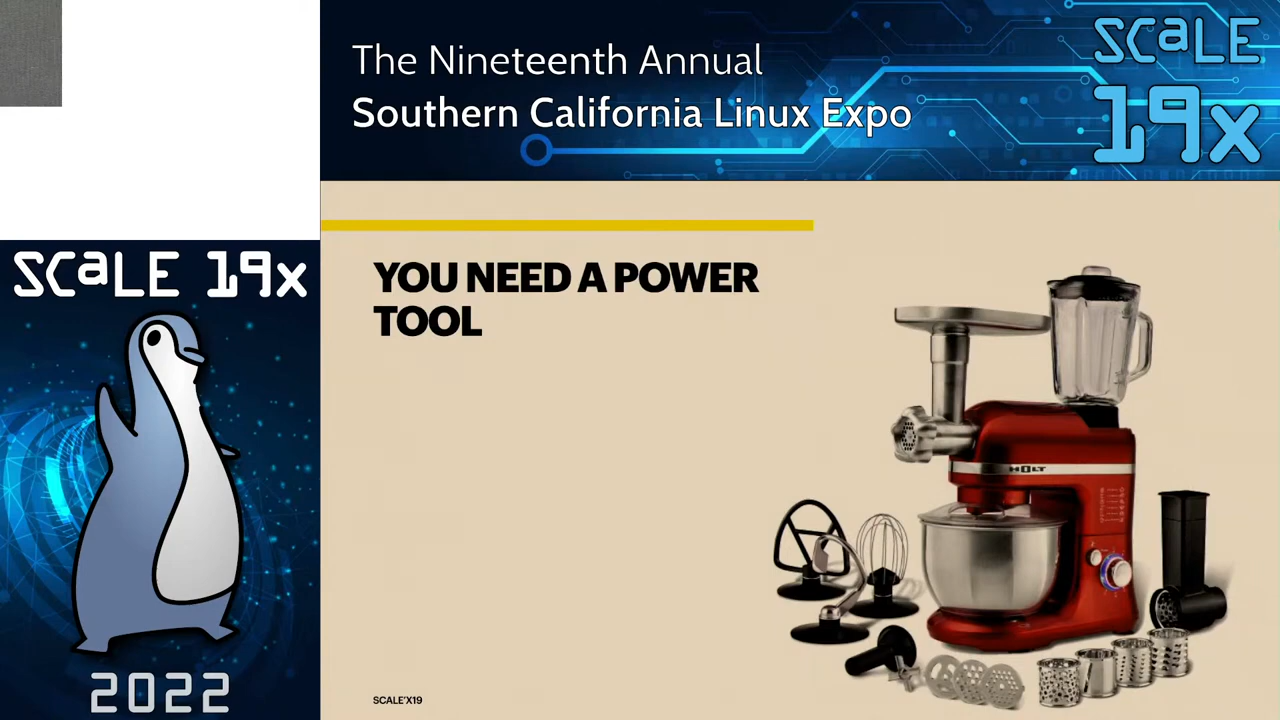 The Nineteenth Annual
Southern California Linux Expo
SCaLE
19x
SCaLE 19x
2022
YOU NEED A POWER
TOOL
HOLT
SCALE'X19